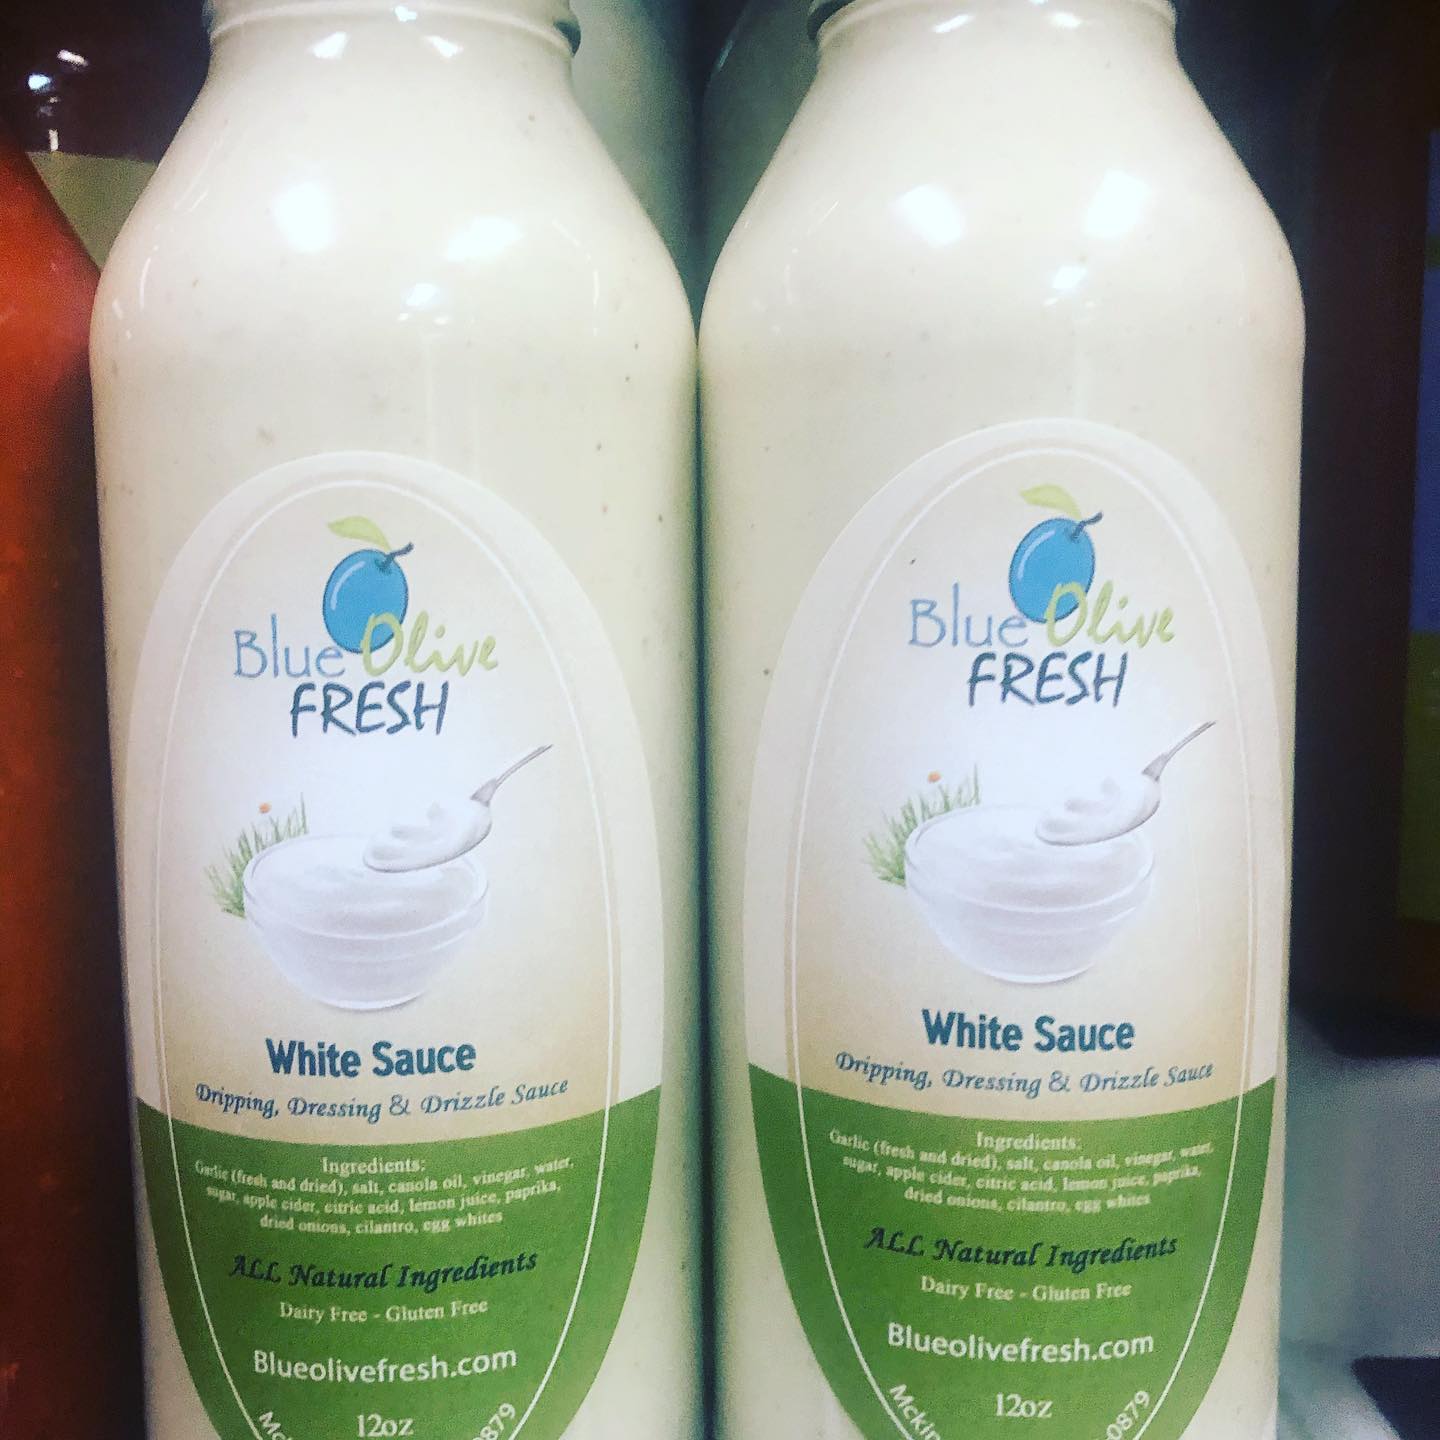 Blue Olive
FRESH
White Sauce
Dripping, Dressing & Drizzle Sauce
Ingredients:
Garlic (fresh and dried), salt, canola oil, vinegar, water,
sugar, apple cider, citric acid, lemon juice, paprika,
dried onions, cilantro, egg whites
ALL Natural Ingredients
Dairy Free - Gluten Free
Blueolivefresh.com
12oz
0879
Blue Olive
FRESH
White Sauce
Dripping, Dressing & Drizzle Sauce
Ingredients:
Garlic (fresh and dried), salt, canola oil, vinegar, water,
sugar, apple cider, citric acid, lemon juice, paprika,
dried onions, cilantro, egg whites
ALL Natural Ingredients
Dairy Free - Gluten Free
Blueolivefresh.com
12oz
Mckin -0879